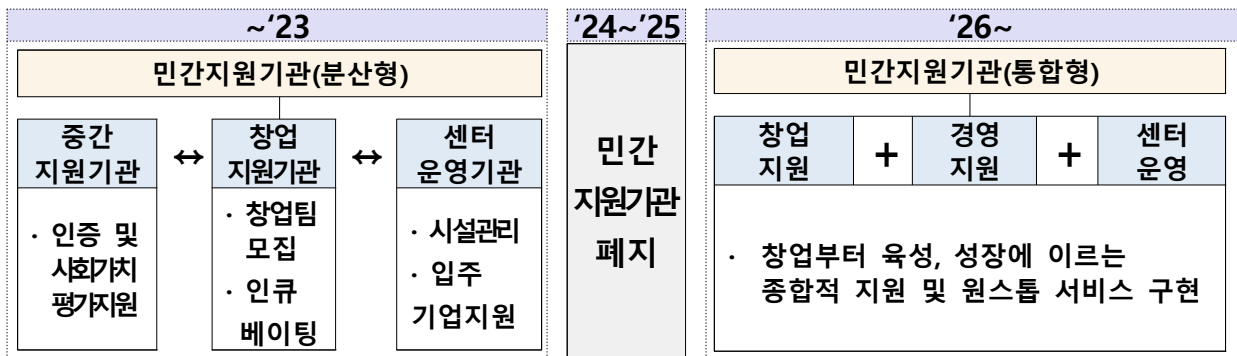 ~‘23
민간지원기관(분산형)
중간
지원기관
↔
창업
지원기관
↔
센터
운영기관
· 인증 및
사회가치
평가지원
· 창업팀
모집
· 인큐
베이팅
· 시설관리
· 입주
기업지원
‘24~’25
민간
지원기관
폐지
‘26~
민간지원기관(통합형)
창업
지원
+
경영
지원
+
센터
운영
· 창업부터 육성, 성장에 이르는
종합적 지원 및 원스톱 서비스 구현